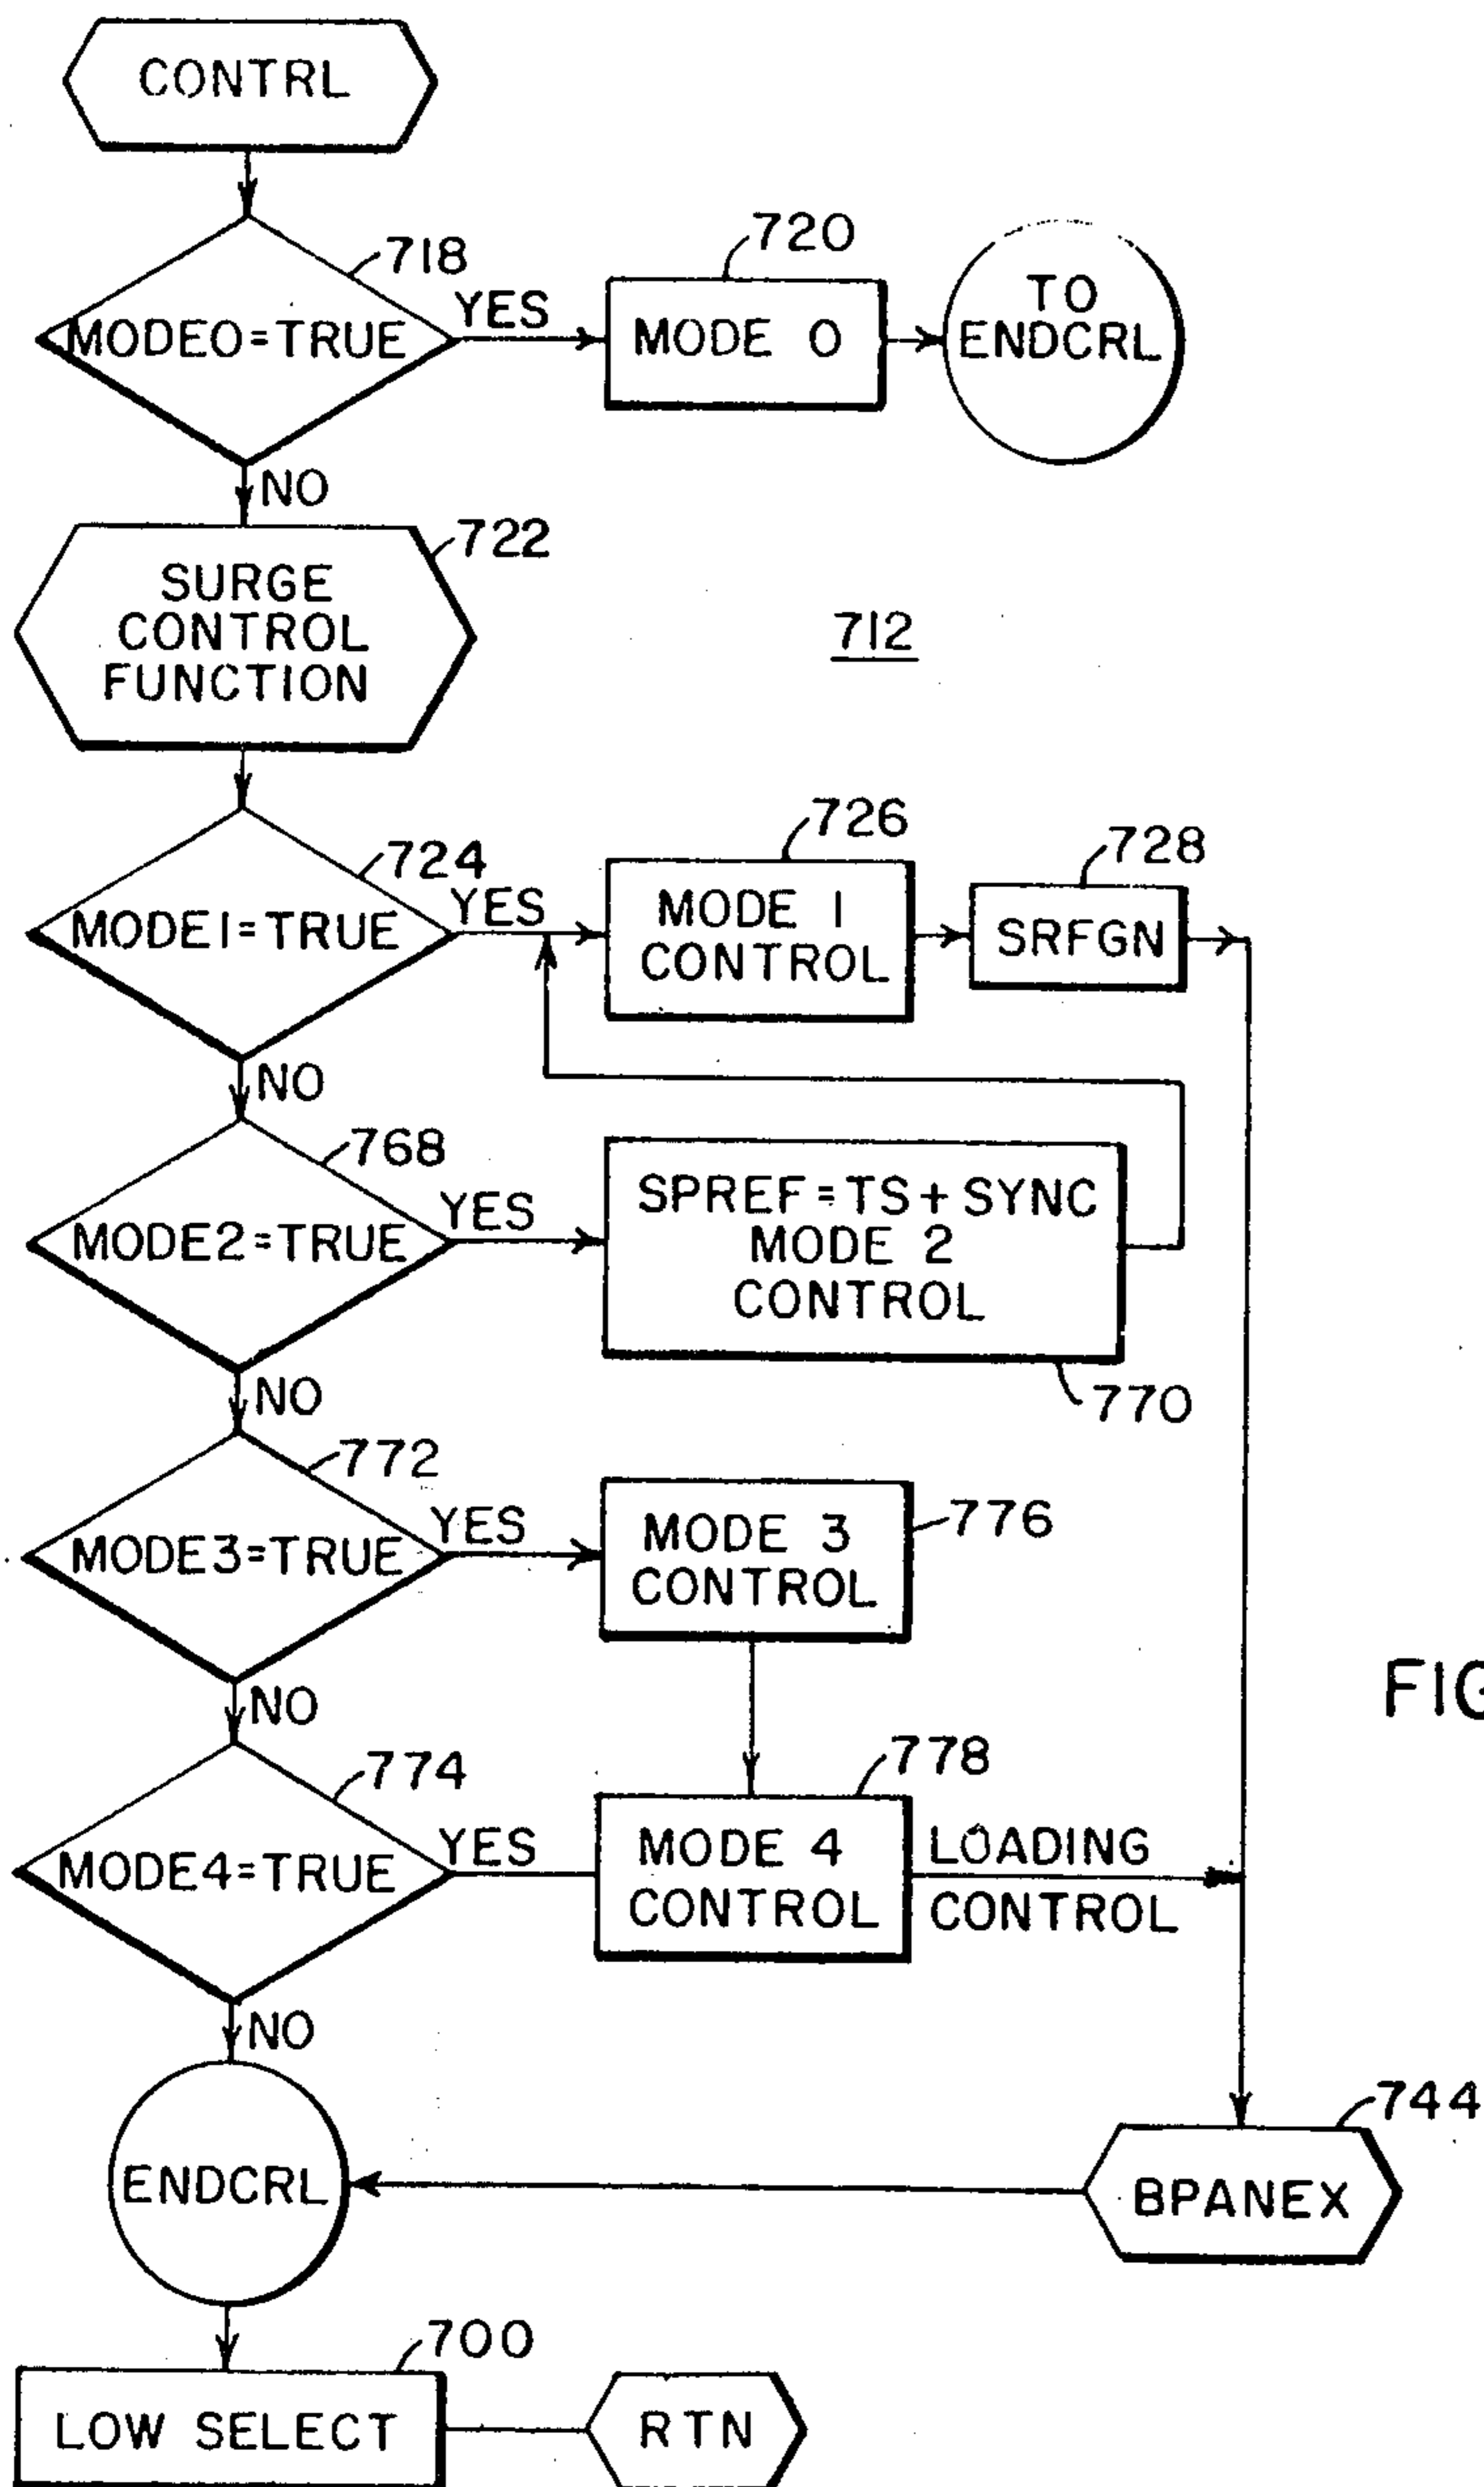 CONTRL
718
MODE0=TRUE
YES
720
MODE 0
TO
ENDCRL
NO
722
SURGE
CONTROL
FUNCTION
712
724
MODE1=TRUE
YES
726
MODE 1
CONTROL
728
SRFGN
NO
768
MODE2=TRUE
YES
SPREF=TS+SYNC
MODE 2
CONTROL
770
NO
772
MODE3=TRUE
YES
MODE 3
CONTROL
776
NO
774
MODE4=TRUE
YES
778
MODE 4
CONTROL
LOADING
CONTROL
FIG
NO
ENDCRL
744
BPANEX
700
LOW SELECT
RTN